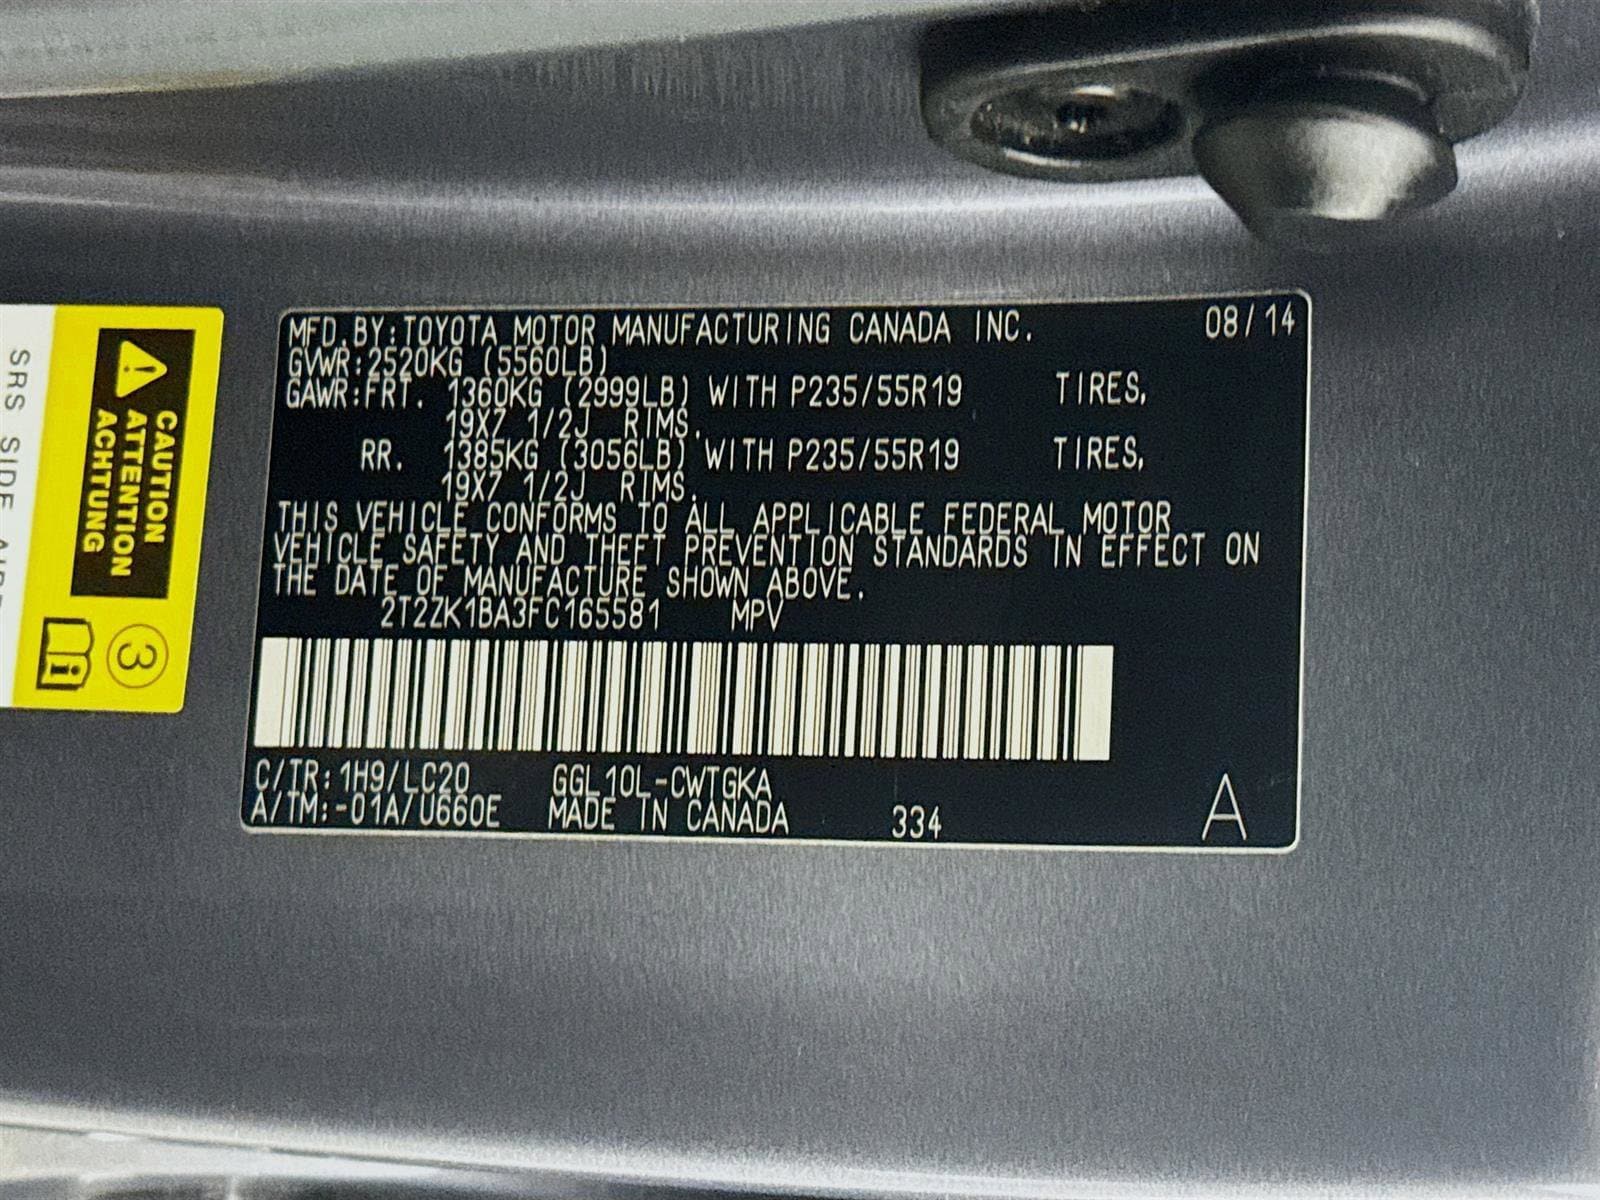 MFD.BY:TOYOTA MOTOR MANUFACTURING CANADA INC. 08/14
GVWR:2520KG (5560LB)
GAWR:FRT. 1360KG (2999LB) WITH P235/55R19 TIRES,
19X7 1/2J RIMS.
RR. 1385KG (3056LB) WITH P235/55R19 TIRES,
19X7 1/2J RIMS.
THIS VEHICLE CONFORMS TO ALL APPLICABLE FEDERAL MOTOR
VEHICLE SAFETY AND THEFT PREVENTION STANDARDS IN EFFECT ON
THE DATE OF MANUFACTURE SHOWN ABOVE.
2T2ZK1BA3FC165581 MPV
C/TR:1H9/LC20 GGL10L-CWTGKA
A/TM:-01A/U660E MADE IN CANADA 334 A
CAUTION
ATTENTION
ACHTUNG
3
i
SRS SIDE